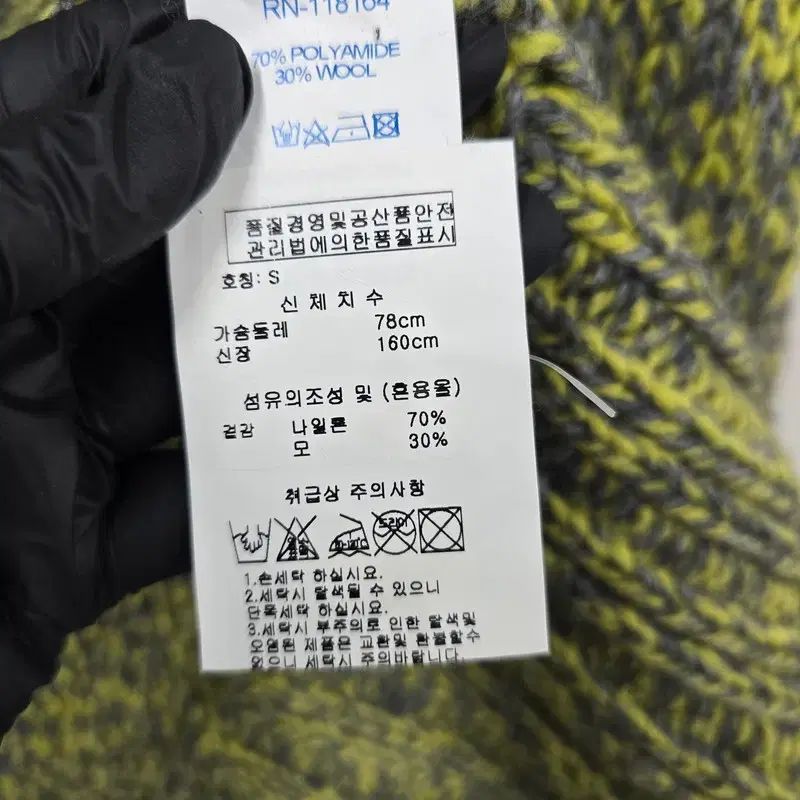 RN-118164
70% POLYAMIDE
30% WOOL
품질경영및공산품안전
관리법에의한품질표시
호칭: S
신 체 치 수
가슴둘레 78cm
신장 160cm
섬유의조성 및 (혼용율)
겉감 나일론 70%
모 30%
취급상 주의사항
드라이
1.손세탁 하십시요.
2.세탁시 탈색될 수 있으니
단독세탁 하십시요.
3.세탁시 부주의로 인한 탈색및
오염된 제품은 교환및 환불할수
없으니 세탁시 주의바랍니다.